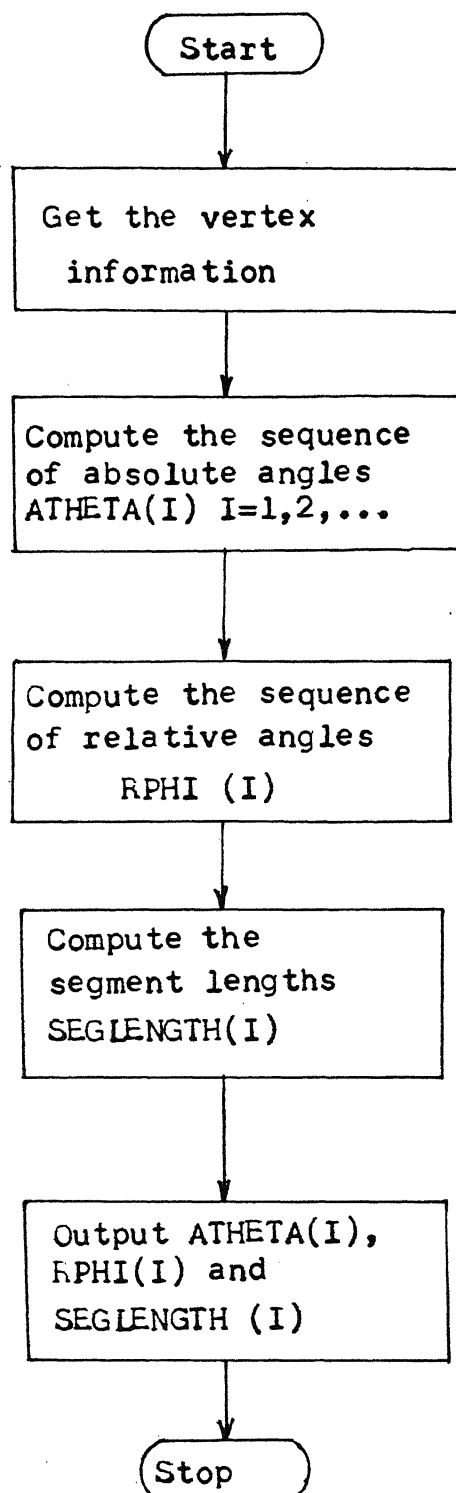 Start
Get the vertex
information
Compute the sequence
of absolute angles
ATHETA(I) I=1,2,...
Compute the sequence
of relative angles
RPHI (I)
Compute the
segment lengths
SEGLENGTH(I)
Output ATHETA(I),
RPHI(I) and
SEGLENGTH (I)
Stop